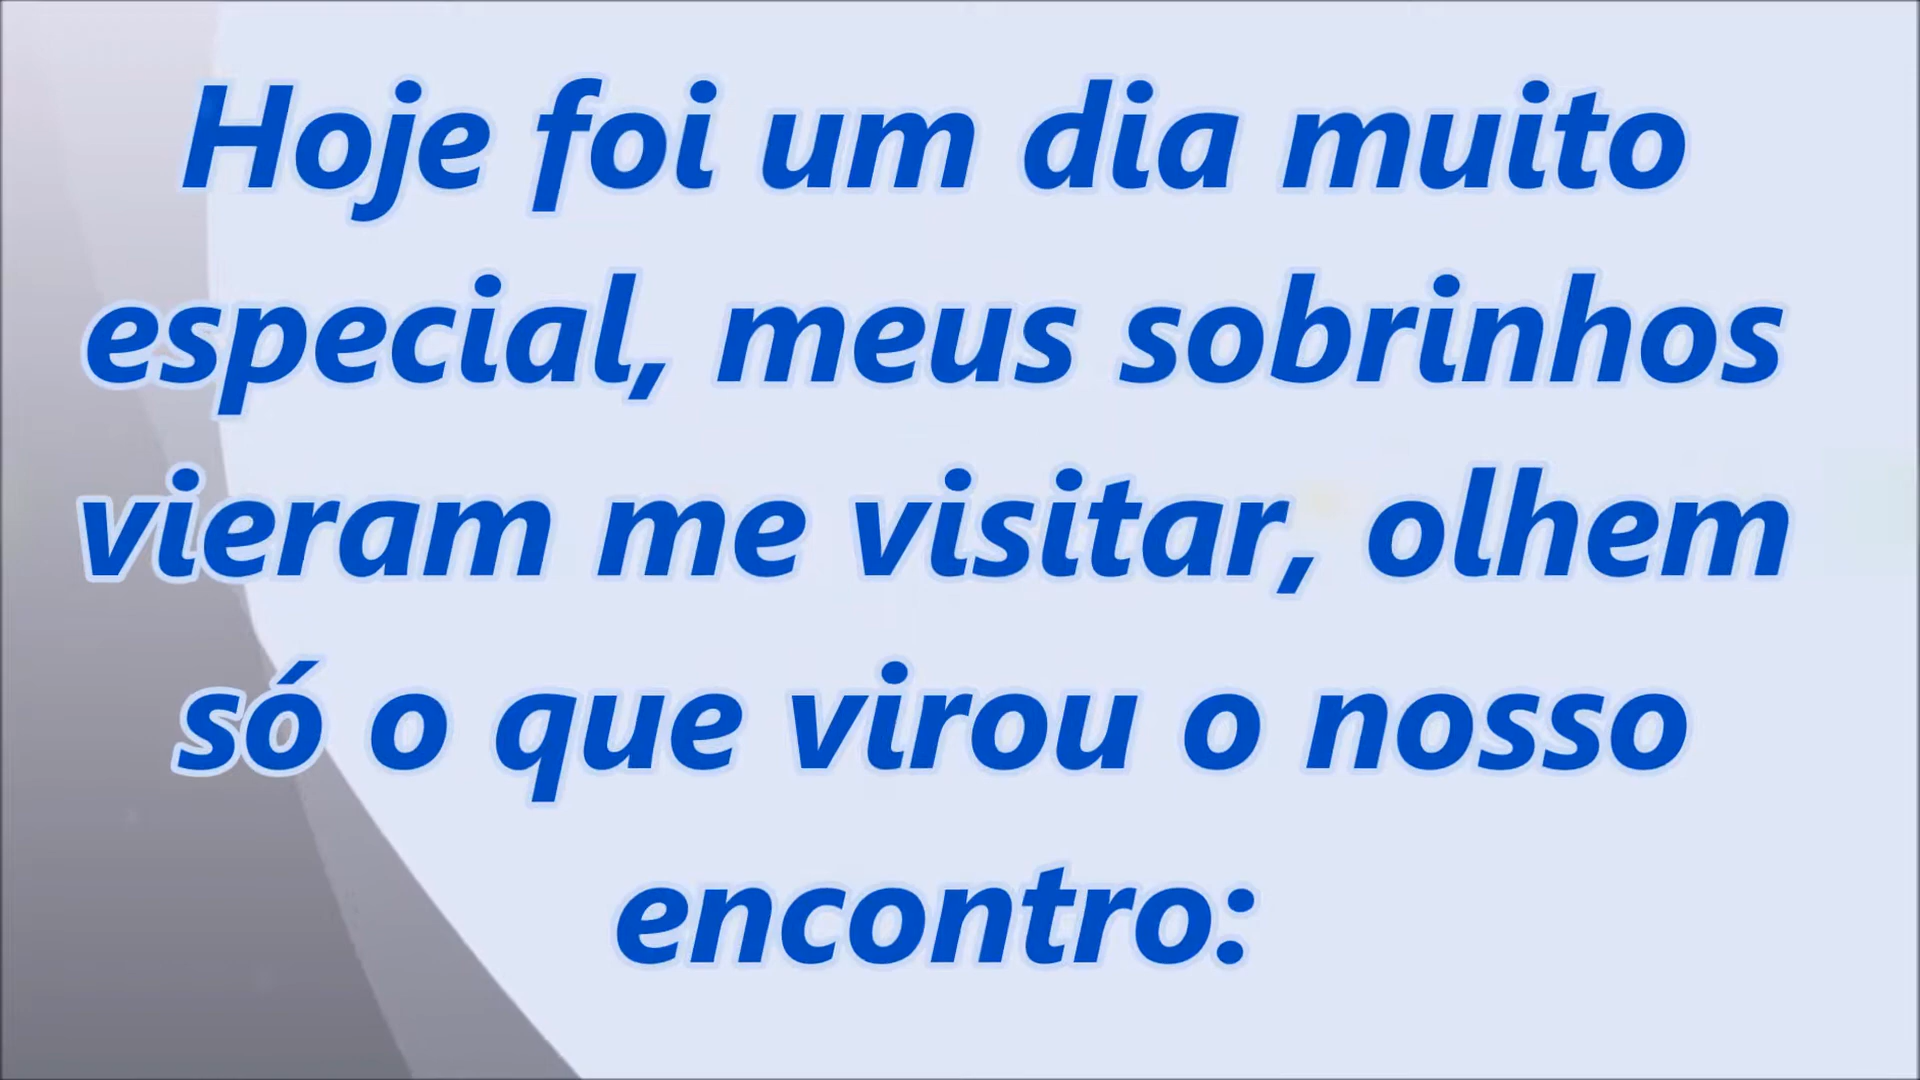 Hoje foi um dia muito
especial, meus sobrinhos
vieram me visitar, olhem
só o que virou o nosso
encontro: